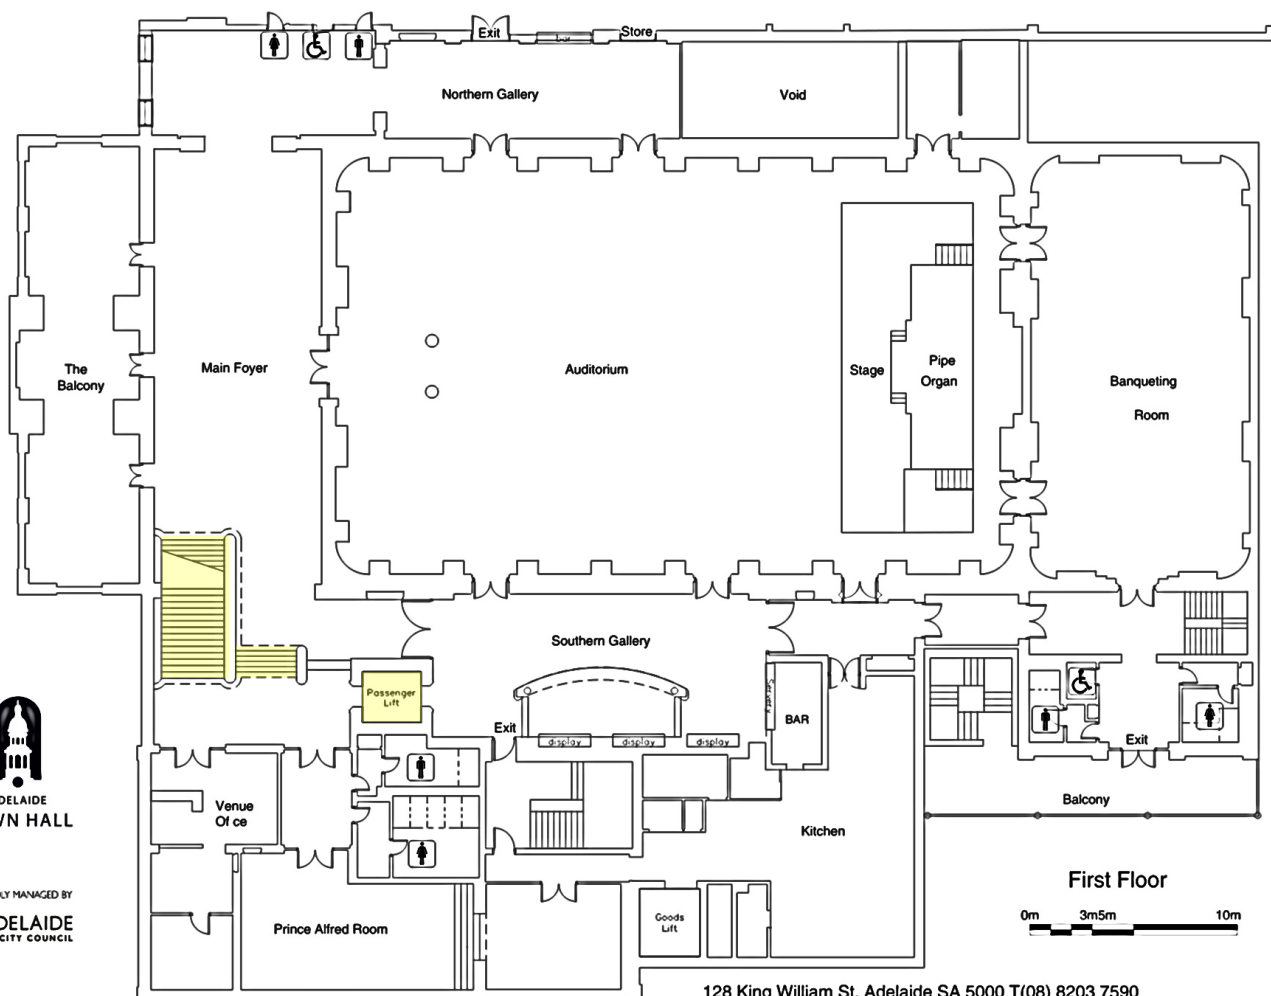 Exit
Store
Northern Gallery
Void
The
Balcony
Main Foyer
Auditorium
Stage
Pipe
Organ
Banqueting
Room
Southern Gallery
Passenger
Lift
BAR
Exit
display
display
display
Exit
Balcony
Venue
Of ce
Kitchen
DELAIDE
WN HALL
LY MANAGED BY
DELAIDE
CITY COUNCIL
Prince Alfred Room
Goods
Lift
First Floor
0m 3m5m 10m
128 King William St, Adelaide SA 5000 T(08) 8203 7590